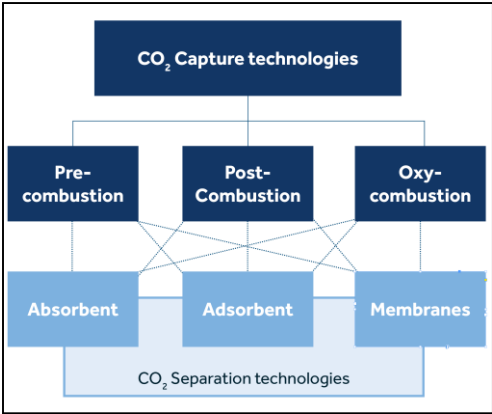 CO₂ Capture technologies
Pre-
combustion
Post-
Combustion
Oxy-
combustion
Absorbent
Adsorbent
Membranes
CO₂ Separation technologies